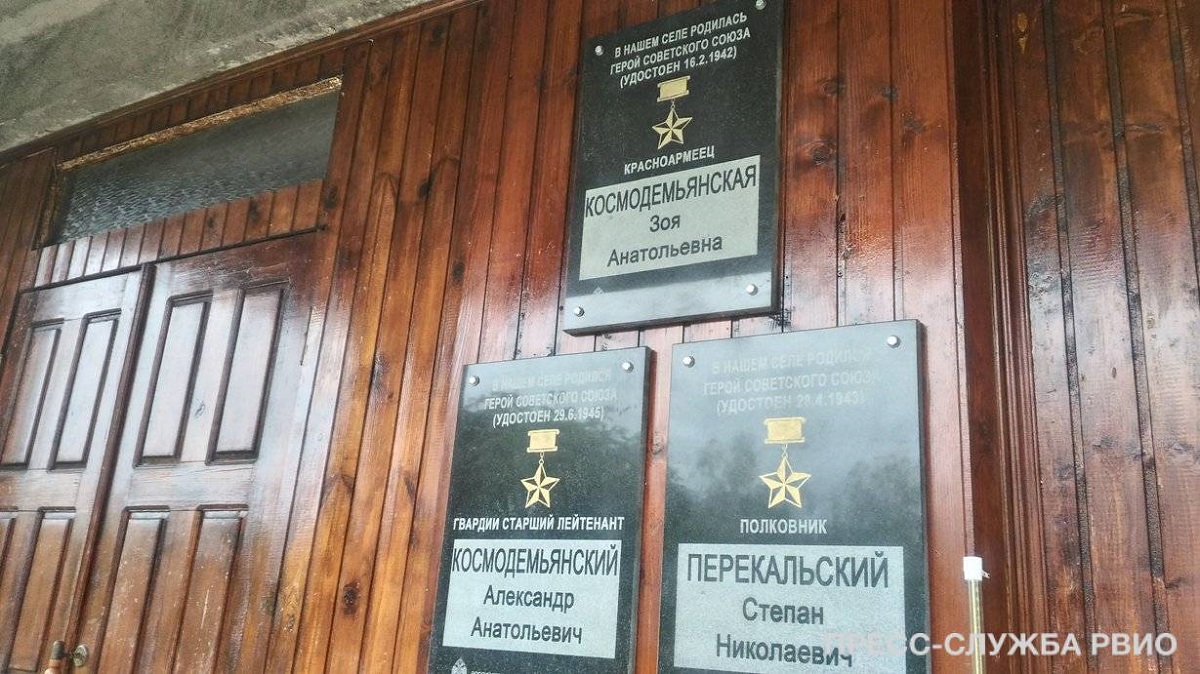 В НАШЕМ СЕЛЕ РОДИЛАСЬ
ГЕРОЙ СОВЕТСКОГО СОЮЗА
(УДОСТОЕН 16.2.1942)
КРАСНОАРМЕЕЦ
КОСМОДЕМЬЯНСКАЯ
Зоя
Анатольевна
В НАШЕМ СЕЛЕ РОДИЛСЯ
ГЕРОЙ СОВЕТСКОГО СОЮЗА
(УДОСТОЕН 29.6.1945)
ГВАРДИИ СТАРШИЙ ЛЕЙТЕНАНТ
КОСМОДЕМЬЯНСКИЙ
Александр
Анатольевич
В НАШЕМ СЕЛЕ РОДИЛСЯ
ГЕРОЙ СОВЕТСКОГО СОЮЗА
(УДОСТОЕН 28.4.1943)
ПОЛКОВНИК
ПЕРЕКАЛЬСКИЙ
Степан
Николаевич
ПРЕСС-СЛУЖБА РВИО